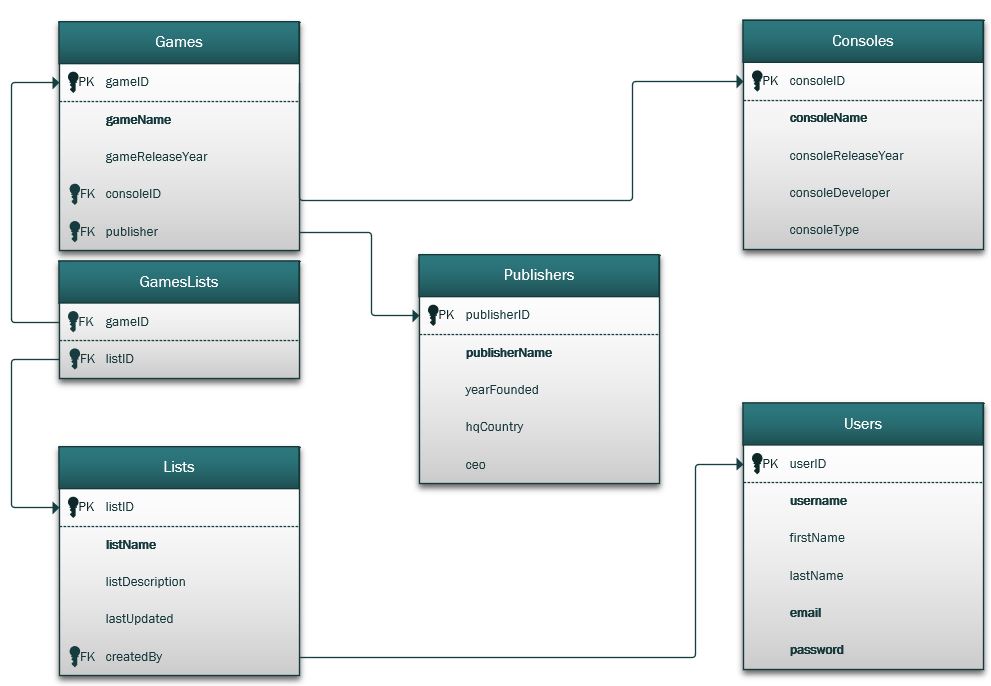 Games
PK gameID
gameName
gameReleaseYear
FK consoleID
FK publisher
GamesLists
FK gameID
FK listID
Lists
PK listID
listName
listDescription
lastUpdated
FK createdBy
Publishers
PK publisherID
publisherName
yearFounded
hqCountry
ceo
Consoles
PK consoleID
consoleName
consoleReleaseYear
consoleDeveloper
consoleType
Users
PK userID
username
firstName
lastName
email
password